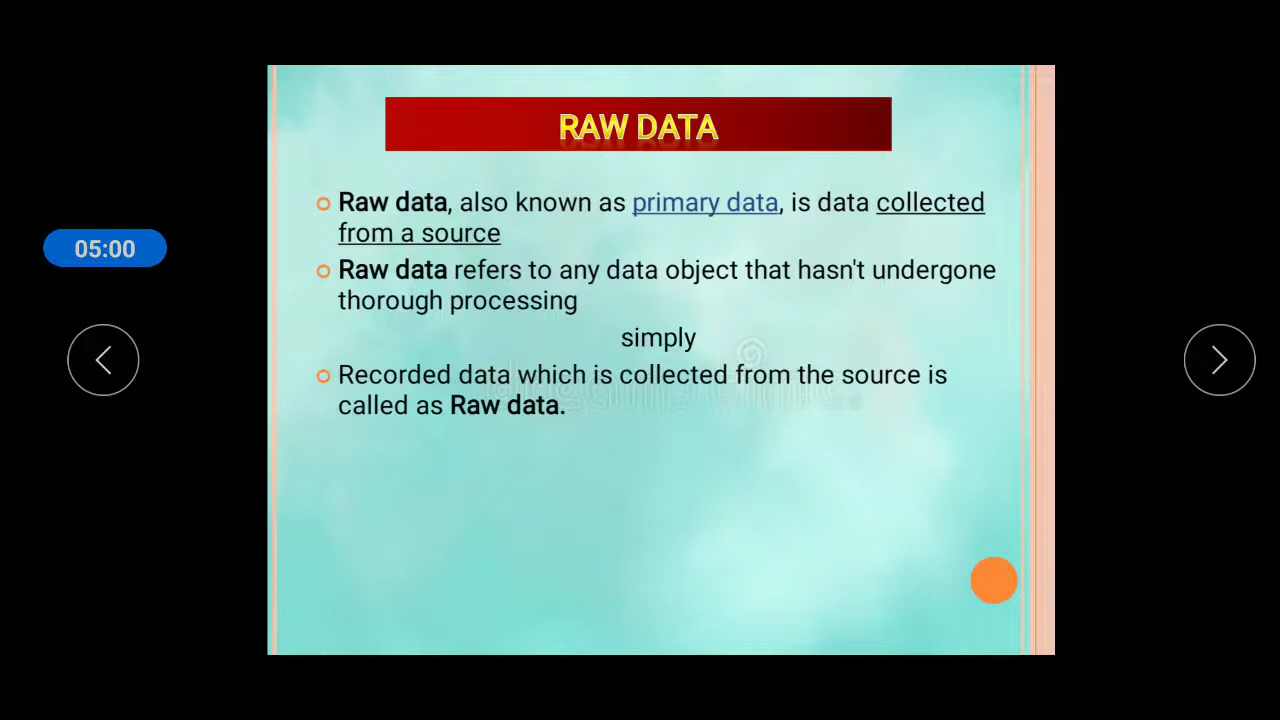 RAW DATA
Raw data, also known as primary data, is data collected
from a source
05:00
Raw data refers to any data object that hasn't undergone
thorough processing
simply
Recorded data which is collected from the source is
called as Raw data.